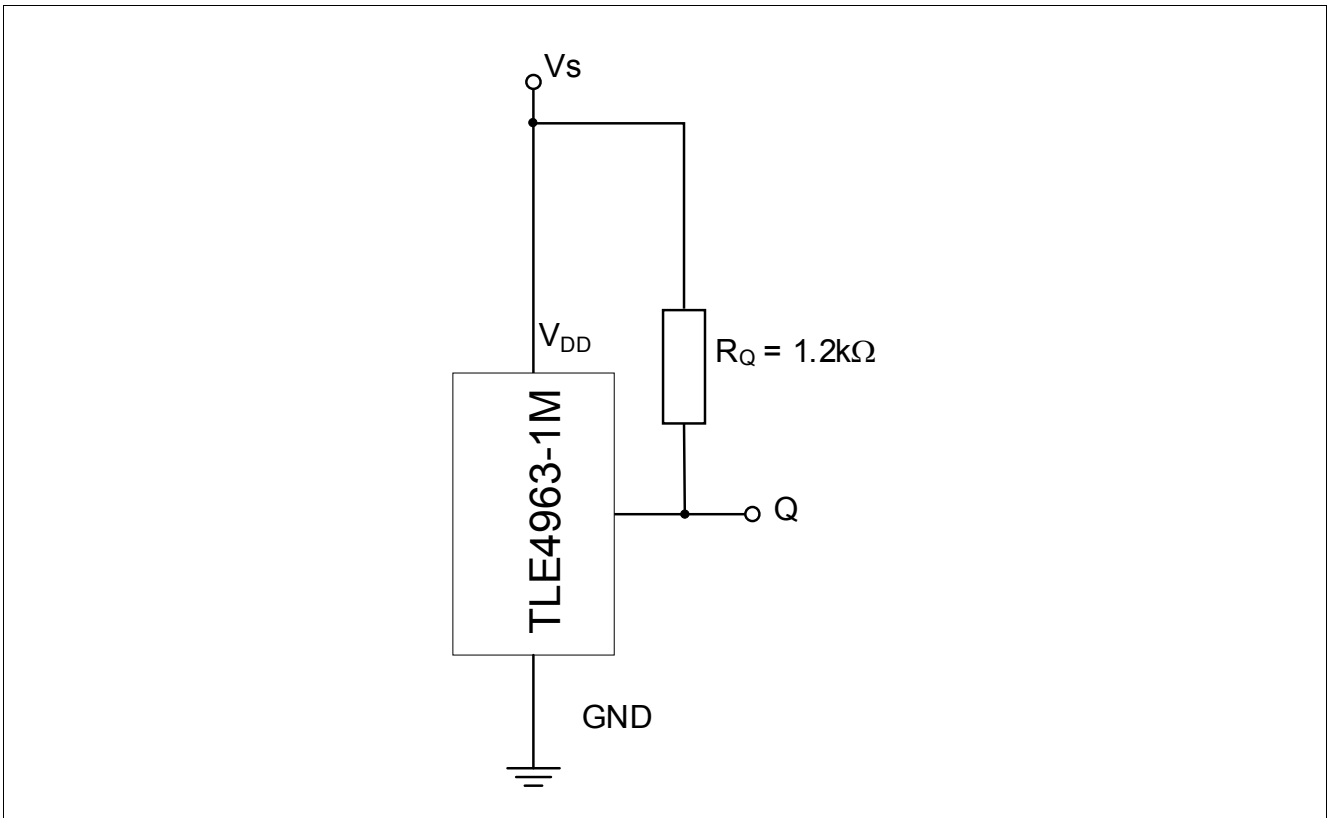 Vs
VDD
RQ = 1.2kΩ
TLE4963-1M
Q
GND